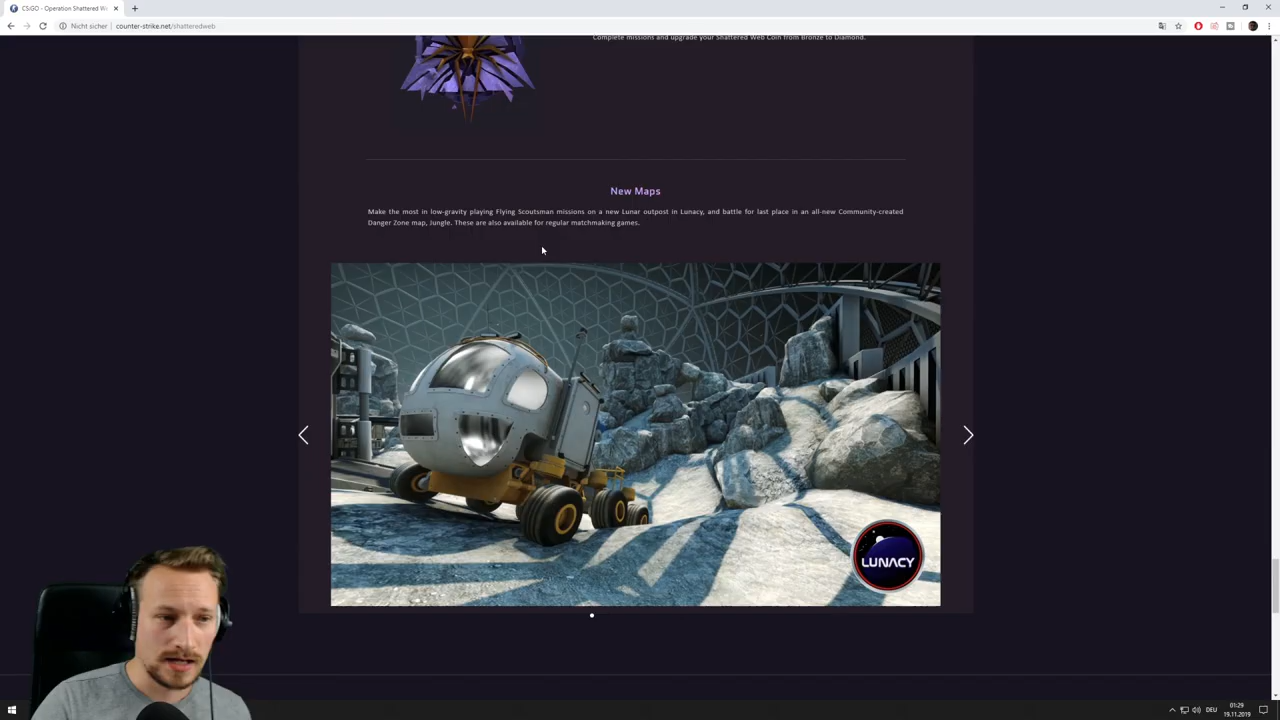 CS:GO - Operation Shattered We
Nicht sicher
counter-strike.net/shatteredweb
Complete missions and upgrade your Shattered Web Coin from Bronze to Diamond.
New Maps
Make the most in low-gravity playing Flying Scoutsman missions on a new Lunar outpost in Lunacy, and battle for last place in an all-new Community-created
Danger Zone map, Jungle. These are also available for regular matchmaking games.
LUNACY
DEU
01:29
19.11.2019